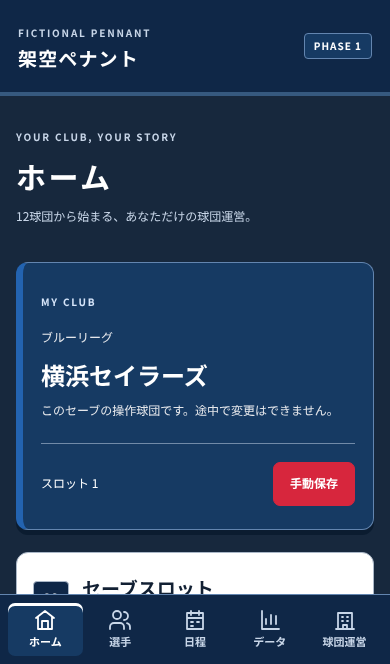 FICTIONAL PENNANT
架空ペナント
PHASE 1
YOUR CLUB, YOUR STORY
ホーム
12球団から始まる、あなただけの球団運営。
MY CLUB
ブルーリーグ
横浜セイラーズ
このセーブの操作球団です。途中で変更はできません。
スロット 1
手動保存
セーブスロット
ホーム
選手
日程
データ
球団運営